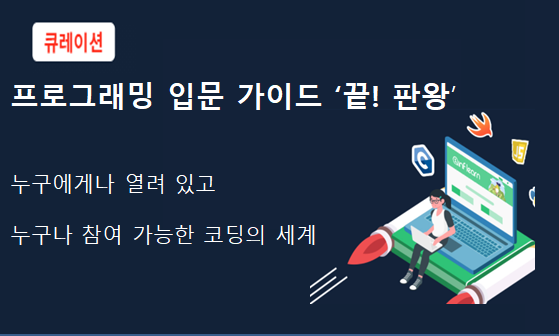 큐레이션
프로그래밍 입문 가이드 ‘끝! 판왕’
누구에게나 열려 있고
누구나 참여 가능한 코딩의 세계
C
JS
inflearn